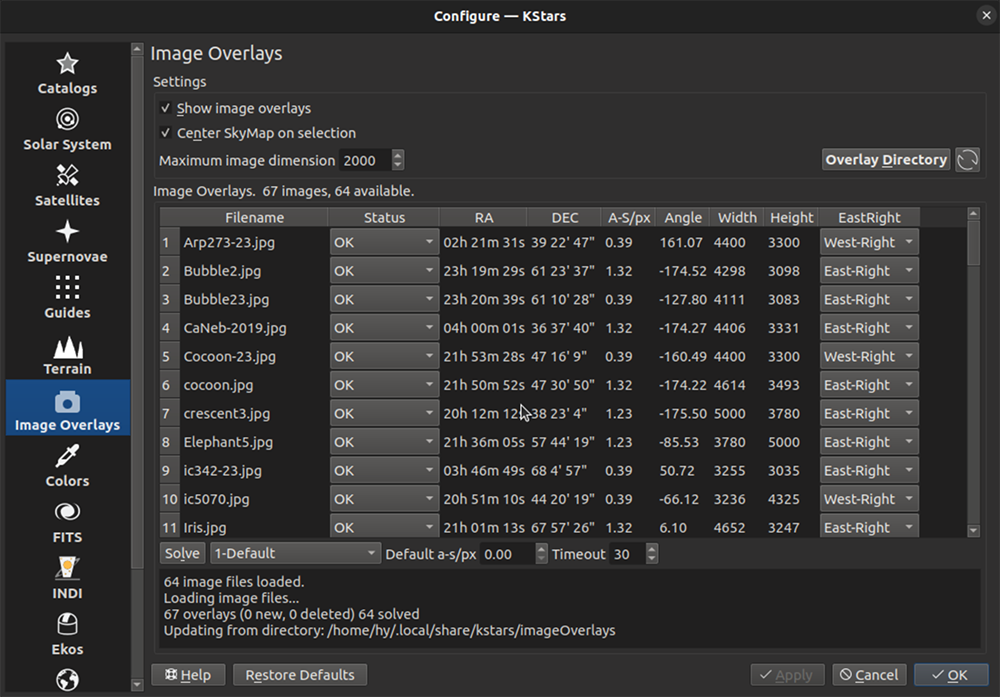 Configure — KStars
Catalogs
Solar System
Satellites
Supernovae
Guides
Terrain
Image Overlays
Colors
FITS
INDI
Ekos
Image Overlays
Settings
Show image overlays
Center SkyMap on selection
Maximum image dimension 2000
Overlay Directory
Image Overlays.  67 images, 64 available.
Filename Status RA DEC A-S/px Angle Width Height EastRight
1 Arp273-23.jpg OK 02h 21m 31s 39 22' 47" 0.39 161.07 4400 3300 West-Right
2 Bubble2.jpg OK 23h 19m 29s 61 23' 37" 1.32 -174.52 4298 3098 East-Right
3 Bubble23.jpg OK 23h 20m 39s 61 10' 28" 0.39 -127.80 4111 3083 East-Right
4 CaNeb-2019.jpg OK 04h 00m 01s 36 37' 40" 1.32 -174.27 4406 3331 East-Right
5 Cocoon-23.jpg OK 21h 53m 28s 47 16' 9" 0.39 -160.49 4400 3300 West-Right
6 cocoon.jpg OK 21h 50m 52s 47 30' 50" 1.32 -174.22 4614 3493 East-Right
7 crescent3.jpg OK 20h 12m 38 23' 4" 1.23 -175.50 5000 3780 East-Right
8 Elephant5.jpg OK 21h 36m 05s 57 44' 19" 1.23 -85.53 3780 5000 East-Right
9 ic342-23.jpg OK 03h 46m 49s 68 4' 57" 0.39 50.72 3255 3035 East-Right
10 ic5070.jpg OK 20h 51m 10s 44 20' 19" 0.39 -66.12 3236 4325 West-Right
11 Iris.jpg OK 21h 01m 13s 67 57' 26" 1.32 6.10 4652 3247 East-Right
Solve 1-Default Default a-s/px 0.00 Timeout 30
64 image files loaded.
Loading image files...
67 overlays (0 new, 0 deleted) 64 solved
Updating from directory: /home/hy/.local/share/kstars/imageOverlays
Help Restore Defaults Apply Cancel OK